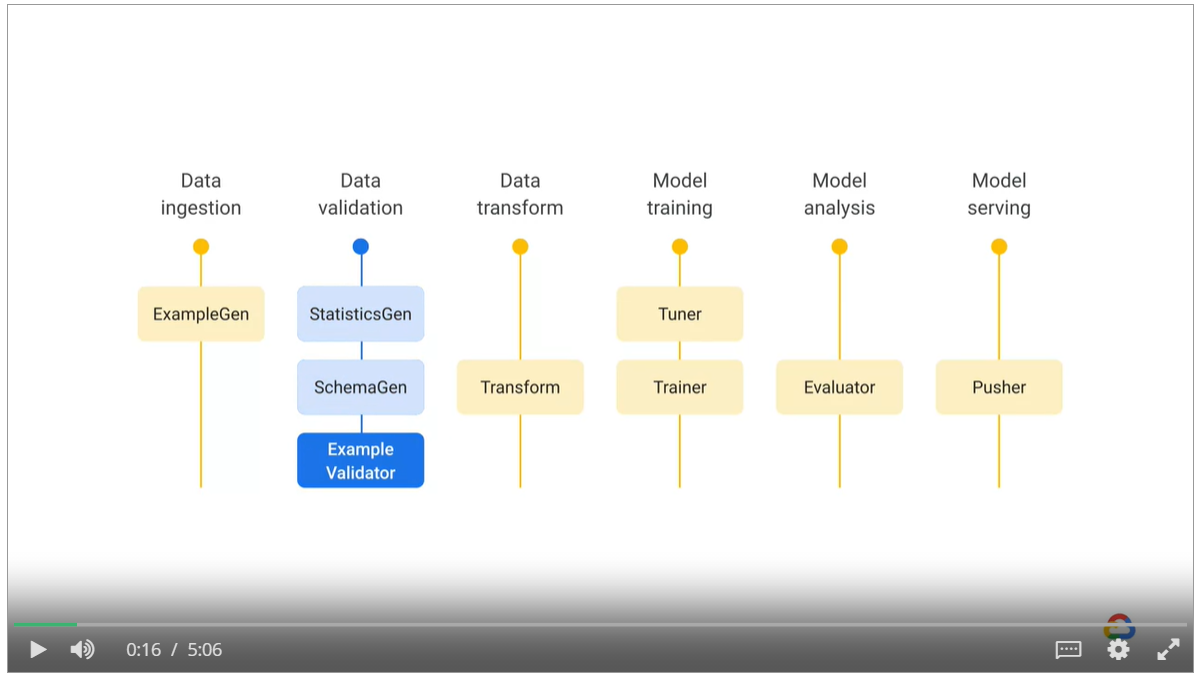 Data
ingestion
Data
validation
Data
transform
Model
training
Model
analysis
Model
serving
ExampleGen
StatisticsGen
Tuner
SchemaGen
Transform
Trainer
Evaluator
Pusher
Example
Validator
0:16 / 5:06